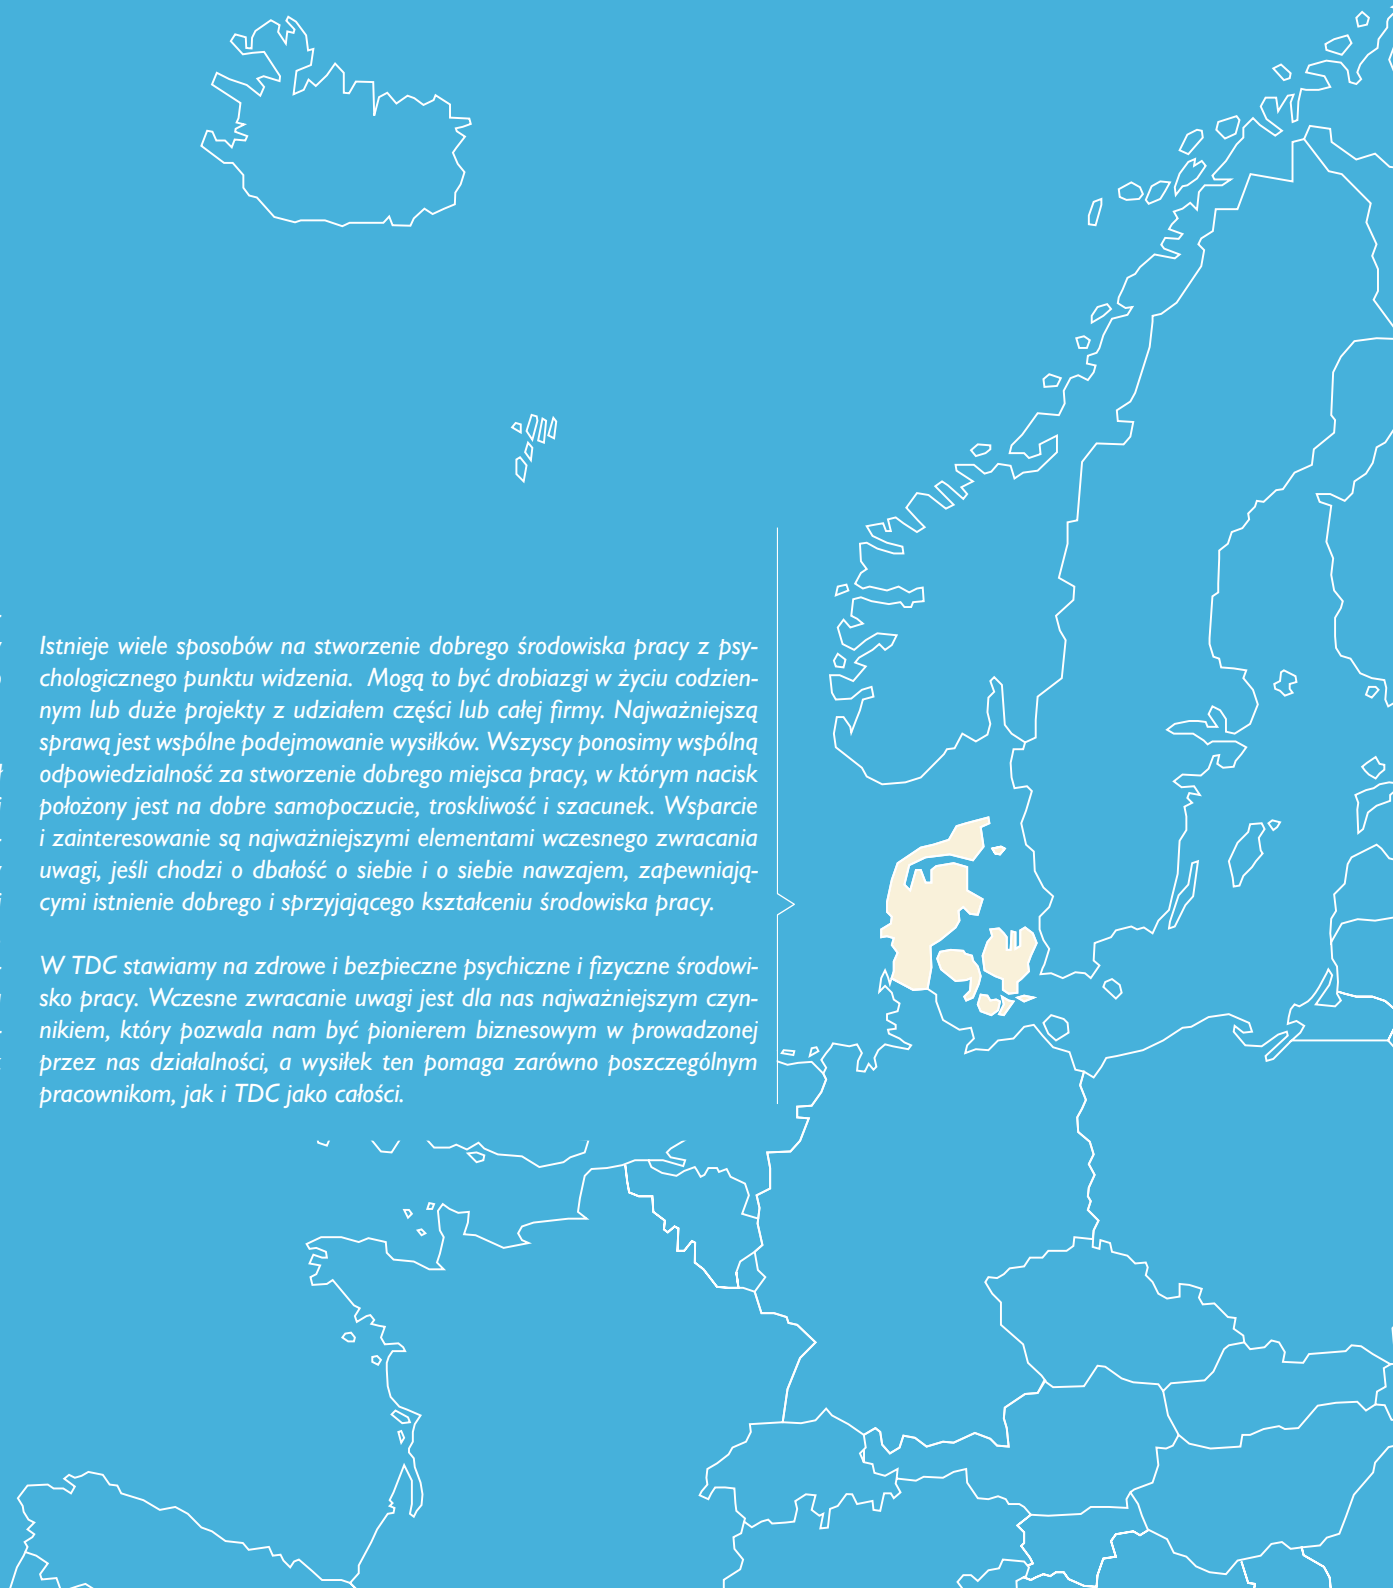 Istnieje wiele sposobów na stworzenie dobrego środowiska pracy z psy-
chologicznego punktu widzenia.  Mogą to być drobiazgi w życiu codzien-
nym lub duże projekty z udziałem części lub całej firmy. Najważniejszą
sprawą jest wspólne podejmowanie wysiłków. Wszyscy ponosimy wspólną
odpowiedzialność za stworzenie dobrego miejsca pracy, w którym nacisk
położony jest na dobre samopoczucie, troskliwość i szacunek. Wsparcie
i zainteresowanie są najważniejszymi elementami wczesnego zwracania
uwagi, jeśli chodzi o dbałość o siebie i o siebie nawzajem, zapewniają-
cymi istnienie dobrego i sprzyjającego kształceniu środowiska pracy.
W TDC stawiamy na zdrowe i bezpieczne psychiczne i fizyczne środowi-
sko pracy. Wczesne zwracanie uwagi jest dla nas najważniejszym czyn-
nikiem, który pozwala nam być pionierem biznesowym w prowadzonej
przez nas działalności, a wysiłek ten pomaga zarówno poszczególnym
pracownikom, jak i TDC jako całości.